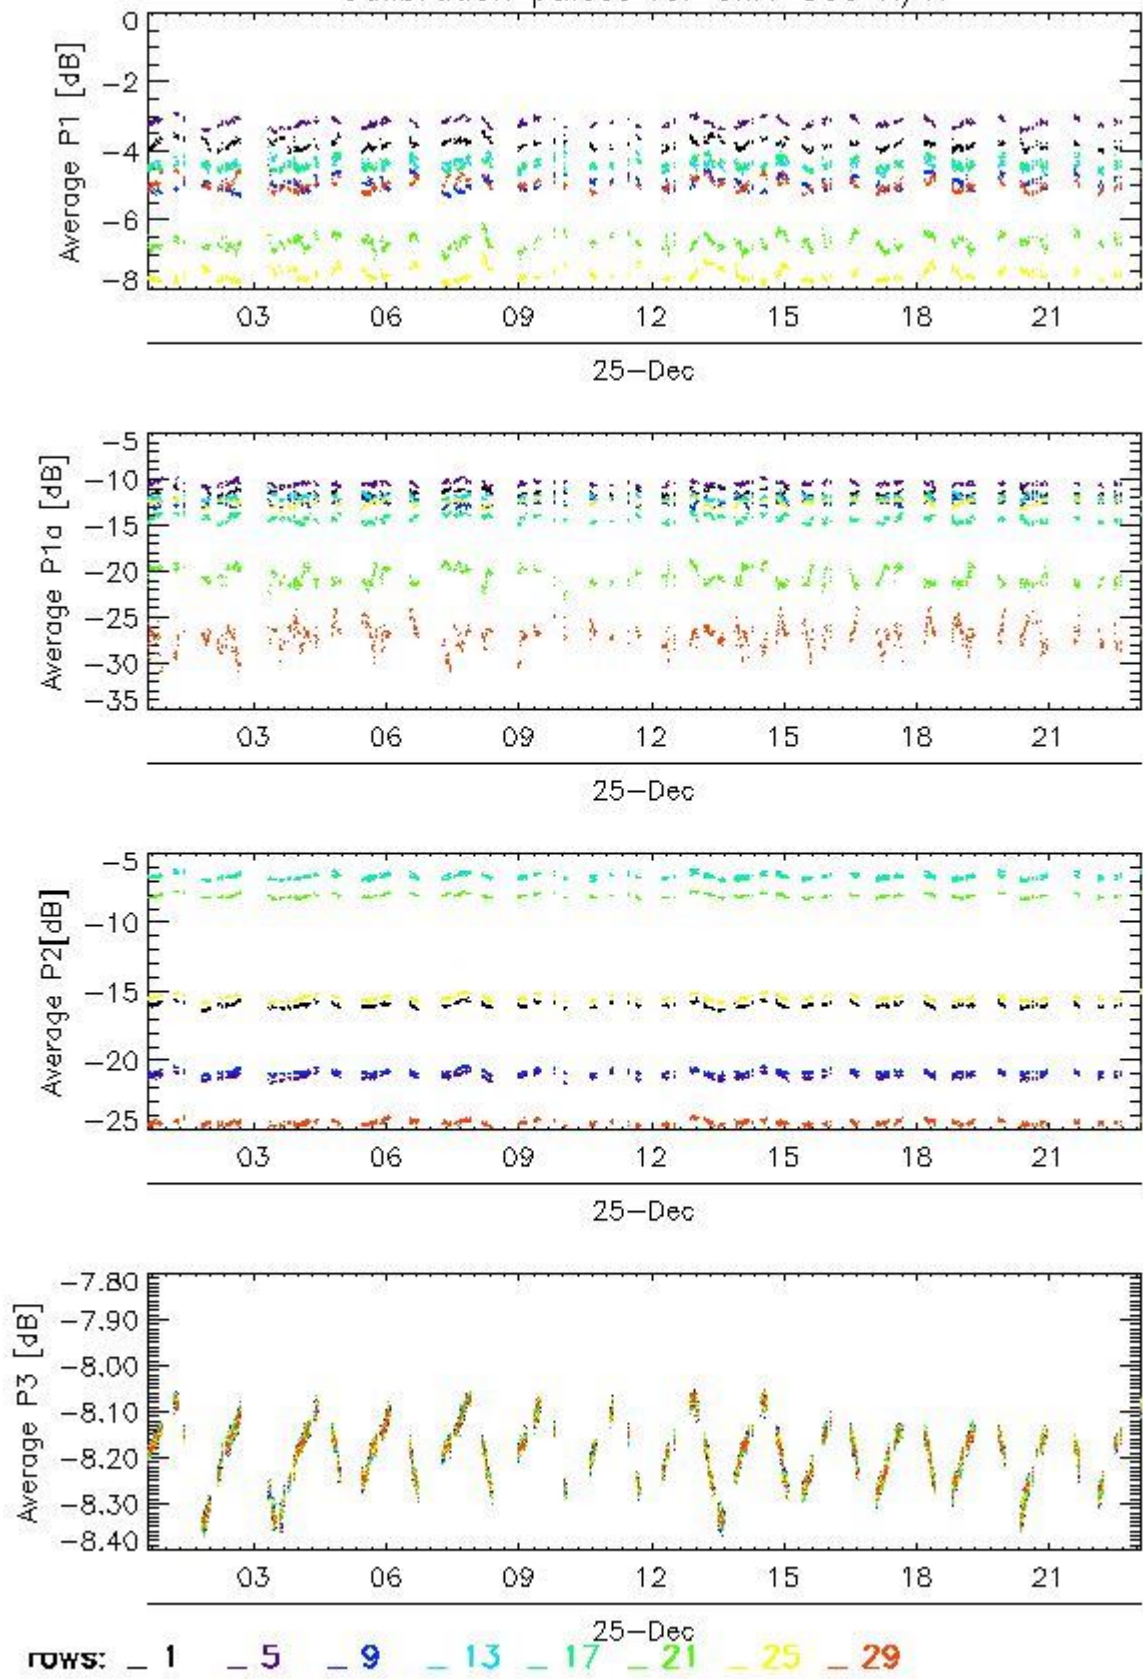 0
−2
−4
−6
−8
Average P1 [dB]
03 06 09 12 15 18 21
25−Dec
−5
−10
−15
−20
−25
−30
−35
Average P1a [dB]
03 06 09 12 15 18 21
25−Dec
−5
−10
−15
−20
−25
Average P2[dB]
03 06 09 12 15 18 21
25−Dec
−7.80
−7.90
−8.00
−8.10
−8.20
−8.30
−8.40
Average P3 [dB]
03 06 09 12 15 18 21
25−Dec
rows: _ 1 _ 5 _ 9 _ 13 _ 17 _ 21 _ 25 _ 29